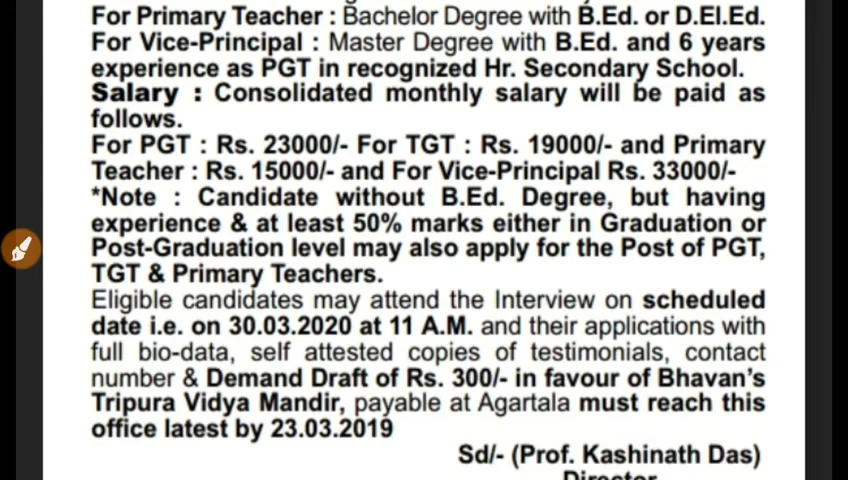 For Primary Teacher : Bachelor Degree with B.Ed. or D.El.Ed.
For Vice-Principal : Master Degree with B.Ed. and 6 years
experience as PGT in recognized Hr. Secondary School.
Salary : Consolidated monthly salary will be paid as
follows.
For PGT : Rs. 23000/- For TGT : Rs. 19000/- and Primary
Teacher : Rs. 15000/- and For Vice-Principal Rs. 33000/-
*Note : Candidate without B.Ed. Degree, but having
experience & at least 50% marks either in Graduation or
Post-Graduation level may also apply for the Post of PGT,
TGT & Primary Teachers.
Eligible candidates may attend the Interview on scheduled
date i.e. on 30.03.2020 at 11 A.M. and their applications with
full bio-data, self attested copies of testimonials, contact
number & Demand Draft of Rs. 300/- in favour of Bhavan's
Tripura Vidya Mandir, payable at Agartala must reach this
office latest by 23.03.2019
Sd/- (Prof. Kashinath Das)
Director